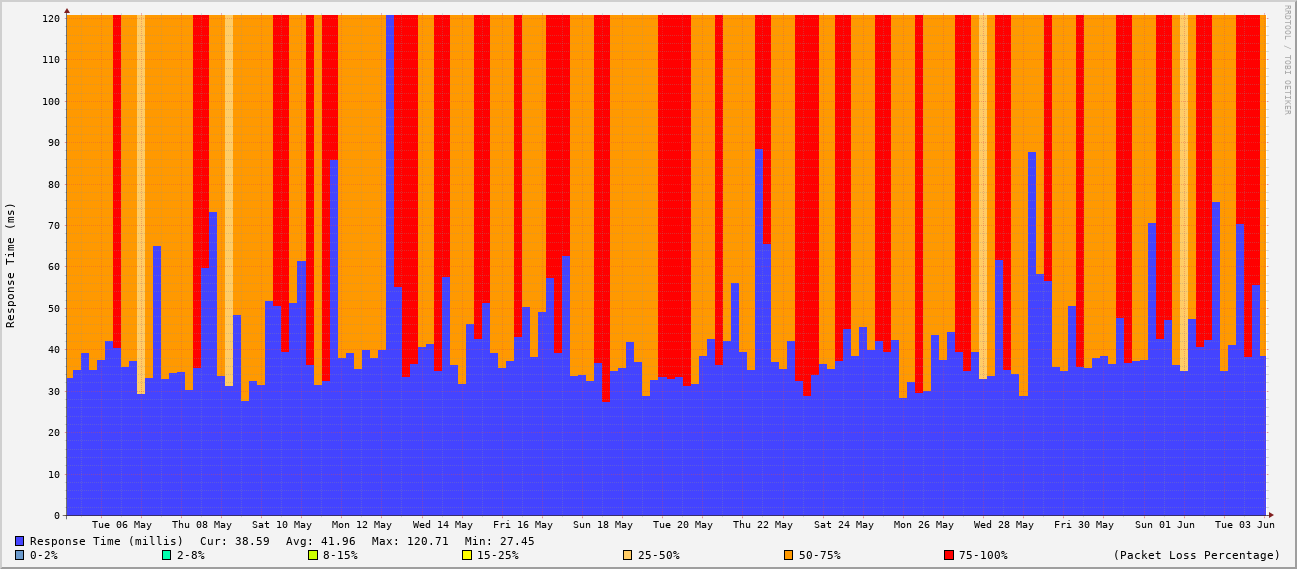 RRDTOOL / TOBI OETIKER
Response Time (ms)
120
110
100
90
80
70
60
50
40
30
20
10
0
Tue 06 May Thu 08 May Sat 10 May Mon 12 May Wed 14 May Fri 16 May Sun 18 May Tue 20 May Thu 22 May Sat 24 May Mon 26 May Wed 28 May Fri 30 May Sun 01 Jun Tue 03 Jun
Response Time (millis) Cur: 38.59 Avg: 41.96 Max: 120.71 Min: 27.45
0-2% 2-8% 8-15% 15-25% 25-50% 50-75% 75-100% (Packet Loss Percentage)